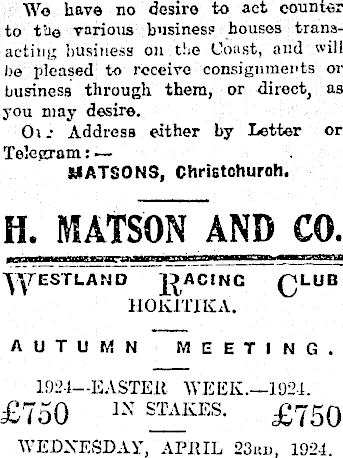 We have no desire to act counter
to the various business houses trans-
acting business on the Coast, and will
be pleased to receive consignments or
business through them, or direct, as
you may desire.
Our Address either by Letter or
Telegram:—
MATSONS, Christchurch.
H. MATSON AND CO.
WESTLAND RACING CLUB
HOKITIKA.
AUTUMN MEETING.
1924—EASTER WEEK.—1924.
£750 IN STAKES. £750
WEDNESDAY, APRIL 23RD, 1924.